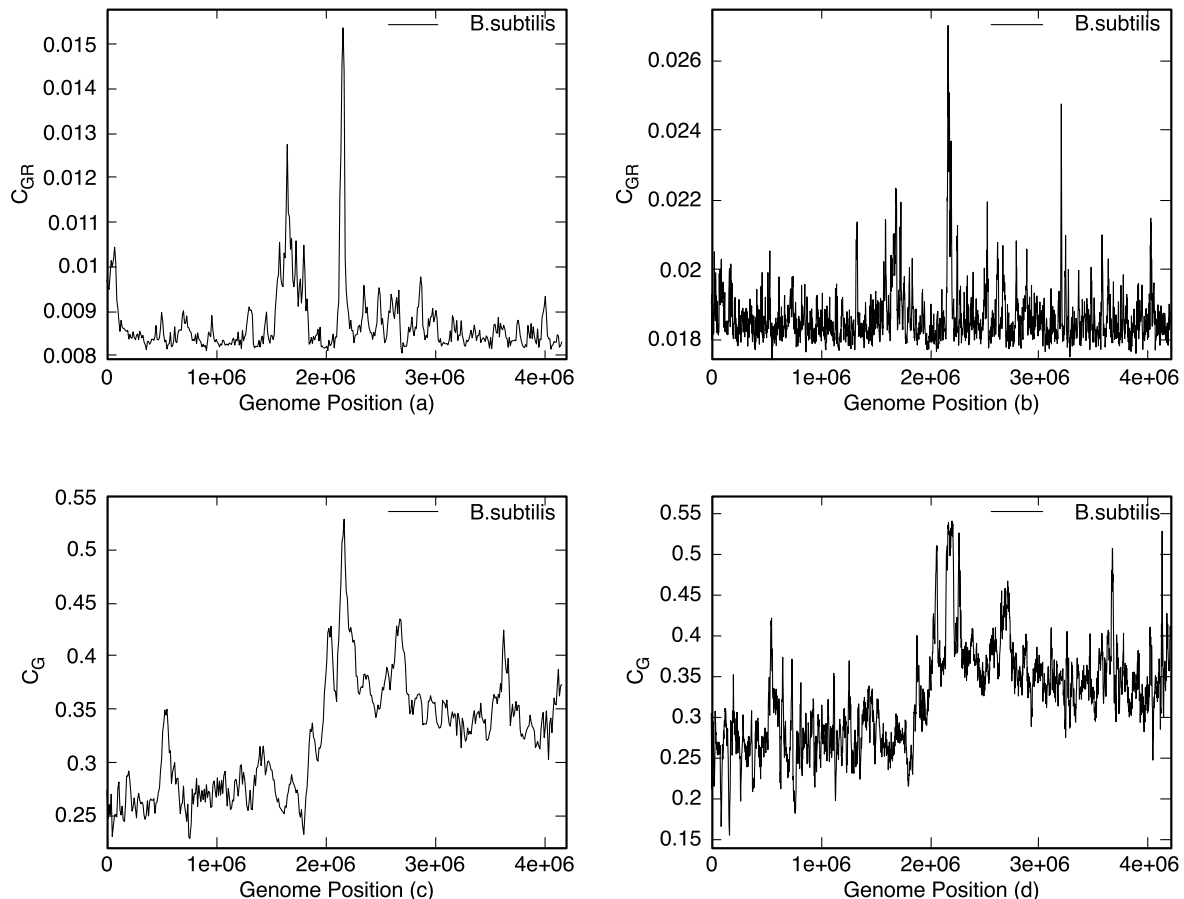 B.subtilis
0.015
0.014
0.013
0.012
0.011
0.01
0.009
0.008
C_GR
0 1e+06 2e+06 3e+06 4e+06
Genome Position (a)
B.subtilis
0.026
0.024
0.022
0.02
0.018
C_GR
0 1e+06 2e+06 3e+06 4e+06
Genome Position (b)
B.subtilis
0.55
0.5
0.45
0.4
0.35
0.3
0.25
C_G
0 1e+06 2e+06 3e+06 4e+06
Genome Position (c)
B.subtilis
0.55
0.5
0.45
0.4
0.35
0.3
0.25
0.2
0.15
C_G
0 1e+06 2e+06 3e+06 4e+06
Genome Position (d)